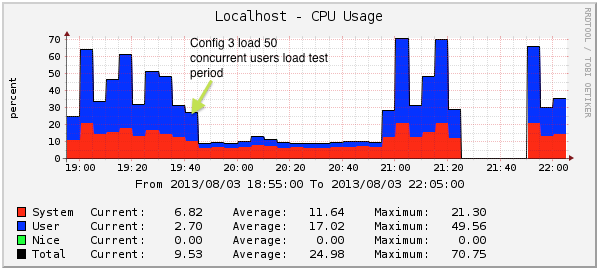 Localhost - CPU Usage
RRDTOOL / TOBI OETIKER
percent
70
60
50
40
30
20
10
0
Config 3 load 50
concurrent users load test
period
19:00 19:20 19:40 20:00 20:20 20:40 21:00 21:20 21:40 22:00
From 2013/08/03 18:55:00 To 2013/08/03 22:05:00
System Current: 6.82 Average: 11.64 Maximum: 21.30
User Current: 2.70 Average: 17.02 Maximum: 49.56
Nice Current: 0.00 Average: 0.00 Maximum: 0.00
Total Current: 9.53 Average: 24.98 Maximum: 70.75